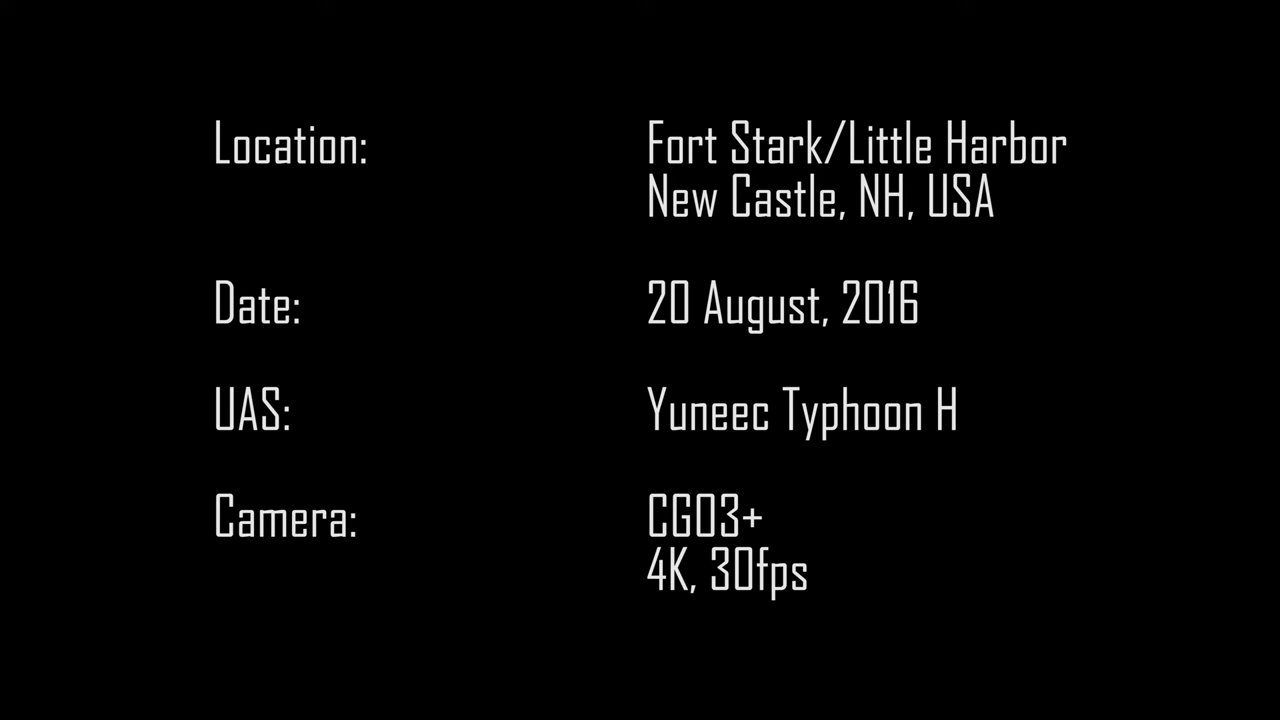 Location: Fort Stark/Little Harbor
New Castle, NH, USA
Date: 20 August, 2016
UAS: Yuneec Typhoon H
Camera: CGO3+
4K, 30fps